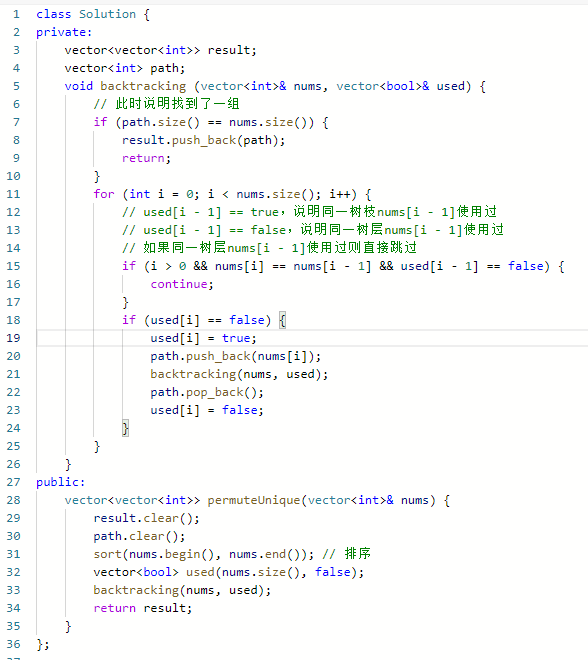 1 class Solution {
2 private:
3     vector<vector<int>> result;
4     vector<int> path;
5     void backtracking (vector<int>& nums, vector<bool>& used) {
6         // 此时说明找到了一组
7         if (path.size() == nums.size()) {
8             result.push_back(path);
9             return;
10         }
11         for (int i = 0; i < nums.size(); i++) {
12             // used[i - 1] == true，说明同一树枝nums[i - 1]使用过
13             // used[i - 1] == false，说明同一树层nums[i - 1]使用过
14             // 如果同一树层nums[i - 1]使用过则直接跳过
15             if (i > 0 && nums[i] == nums[i - 1] && used[i - 1] == false) {
16                 continue;
17             }
18             if (used[i] == false) {
19                 used[i] = true;
20                 path.push_back(nums[i]);
21                 backtracking(nums, used);
22                 path.pop_back();
23                 used[i] = false;
24             }
25         }
26     }
27 public:
28     vector<vector<int>> permuteUnique(vector<int>& nums) {
29         result.clear();
30         path.clear();
31         sort(nums.begin(), nums.end()); // 排序
32         vector<bool> used(nums.size(), false);
33         backtracking(nums, used);
34         return result;
35     }
36 };